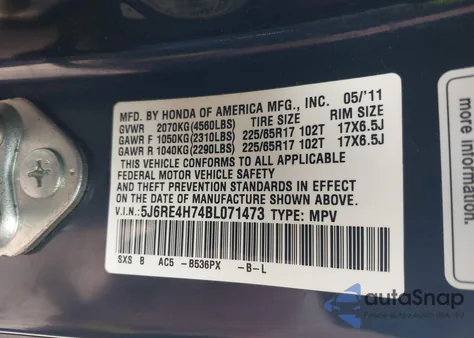 MFD. BY HONDA OF AMERICA MFG., INC. 05/'11
GVWR 2070KG(4560LBS) TIRE SIZE RIM SIZE
GAWR F 1050KG(2310LBS) 225/65R17 102T 17X6.5J
GAWR R 1040KG(2290LBS) 225/65R17 102T 17X6.5J
THIS VEHICLE CONFORMS TO ALL APPLICABLE
FEDERAL MOTOR VEHICLE SAFETY
AND THEFT PREVENTION STANDARDS IN EFFECT
ON THE DATE OF MANUFACTURE SHOWN ABOVE.
V.I.N.: 5J6RE4H74BL071473 TYPE: MPV
SXS B AC5 -B536PX -B-L
autoSnap